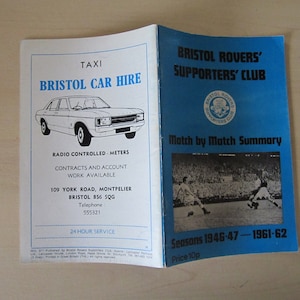 TAXI
BRISTOL CAR HIRE
RADIO CONTROLLED · METERS
CONTRACTS AND ACCOUNT
WORK AVAILABLE
109 YORK ROAD, MONTPELIER
BRISTOL BS6 5QG
Telephone
24 HOUR SERVICE
BRISTOL ROVERS'
SUPPORTERS' CLUB
Match by Match Summary
Seasons 1946-47 — 1961-62
Price 10p